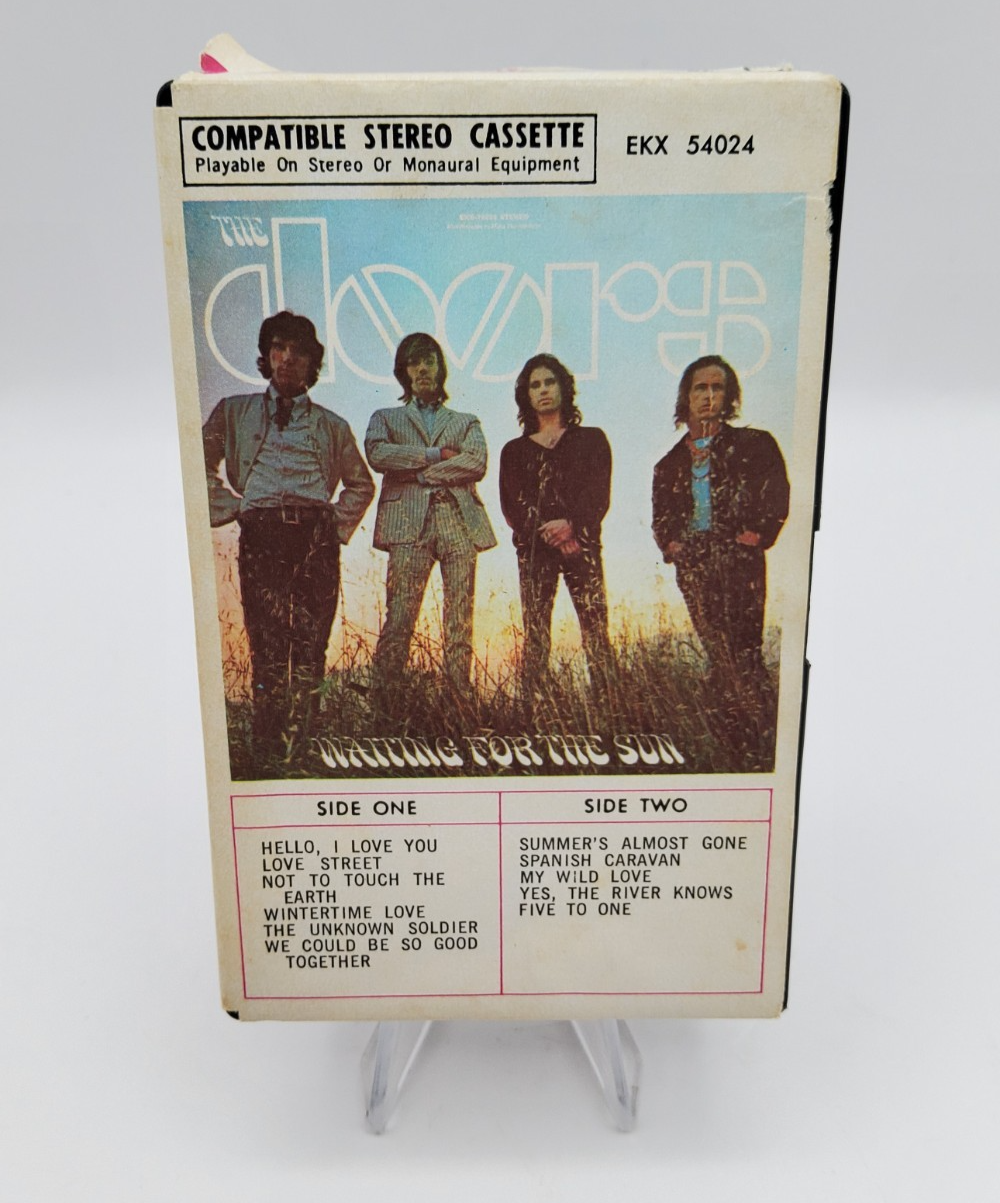 COMPATIBLE STEREO CASSETTE
Playable On Stereo Or Monaural Equipment
EKX 54024
THE
doors
WAITING FOR THE SUN
SIDE ONE
HELLO, I LOVE YOU
LOVE STREET
NOT TO TOUCH THE
EARTH
WINTERTIME LOVE
THE UNKNOWN SOLDIER
WE COULD BE SO GOOD
TOGETHER
SIDE TWO
SUMMER'S ALMOST GONE
SPANISH CARAVAN
MY WILD LOVE
YES, THE RIVER KNOWS
FIVE TO ONE